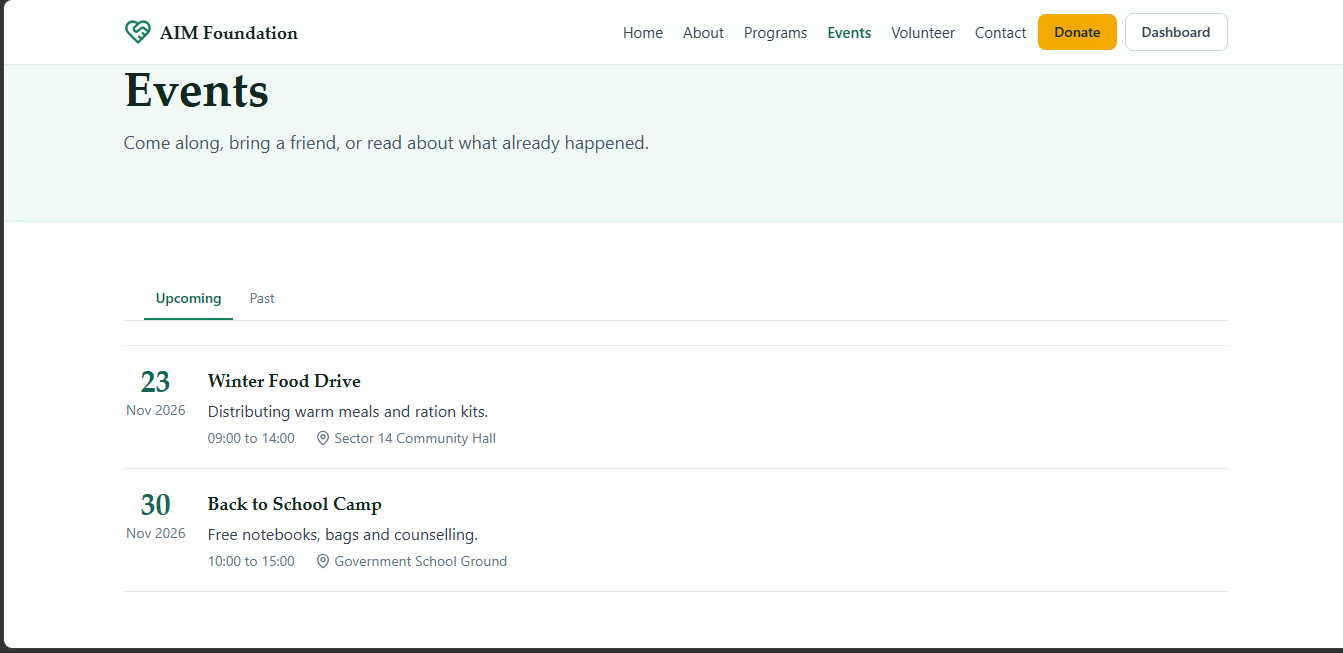 AIM Foundation
Home About Programs Events Volunteer Contact Donate Dashboard
Events
Come along, bring a friend, or read about what already happened.
Upcoming Past
23
Nov 2026
Winter Food Drive
Distributing warm meals and ration kits.
09:00 to 14:00 Sector 14 Community Hall
30
Nov 2026
Back to School Camp
Free notebooks, bags and counselling.
10:00 to 15:00 Government School Ground